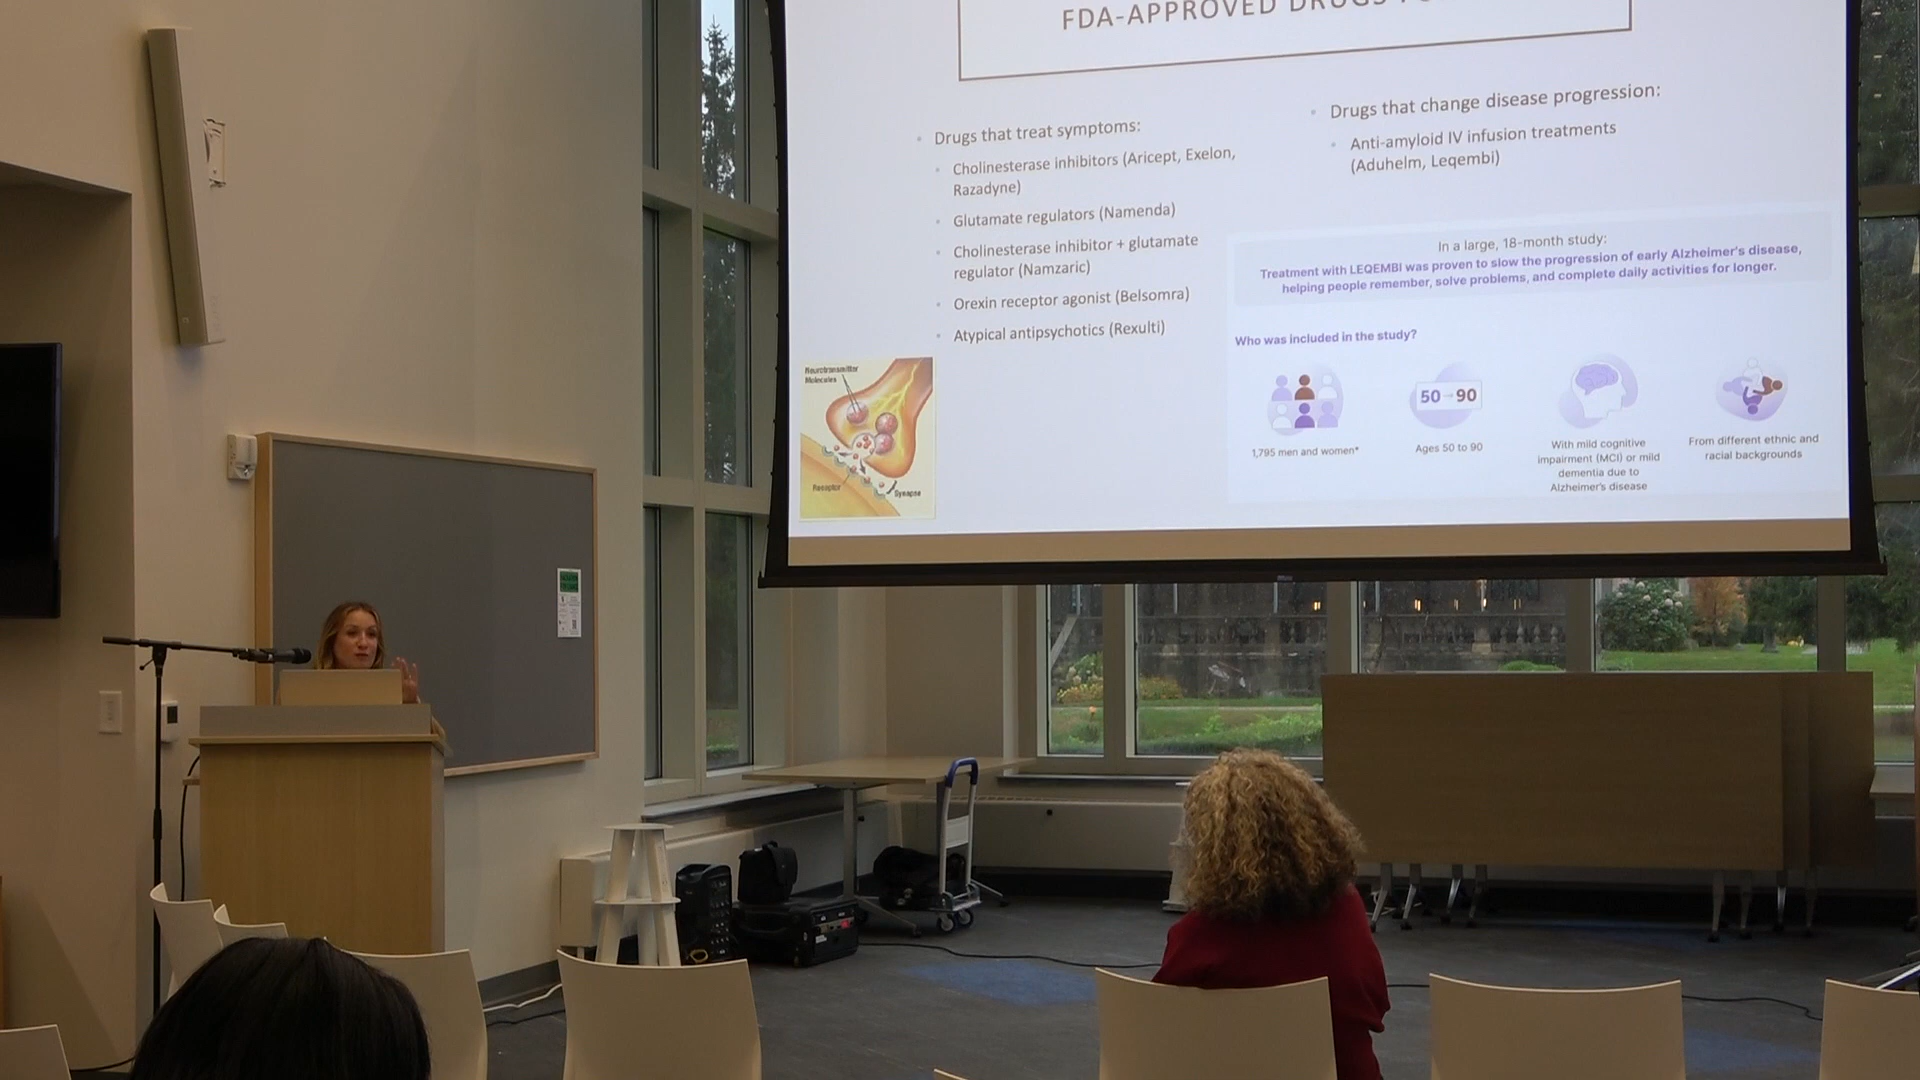 FDA-APPROVED DRUGS
Drugs that treat symptoms:
Cholinesterase inhibitors (Aricept, Exelon,
Razadyne)
Glutamate regulators (Namenda)
Cholinesterase inhibitor + glutamate
regulator (Namzaric)
Orexin receptor agonist (Belsomra)
Atypical antipsychotics (Rexulti)
Drugs that change disease progression:
Anti-amyloid IV infusion treatments
(Aduhelm, Leqembi)
In a large, 18-month study:
Treatment with LEQEMBI was proven to slow the progression of early Alzheimer's disease,
helping people remember, solve problems, and complete daily activities for longer.
Who was included in the study?
50 → 90
1,795 men and women*
Ages 50 to 90
With mild cognitive
impairment (MCI) or mild
dementia due to
Alzheimer's disease
From different ethnic and
racial backgrounds
Neurotransmitter
Molecules
Receptor
Synapse